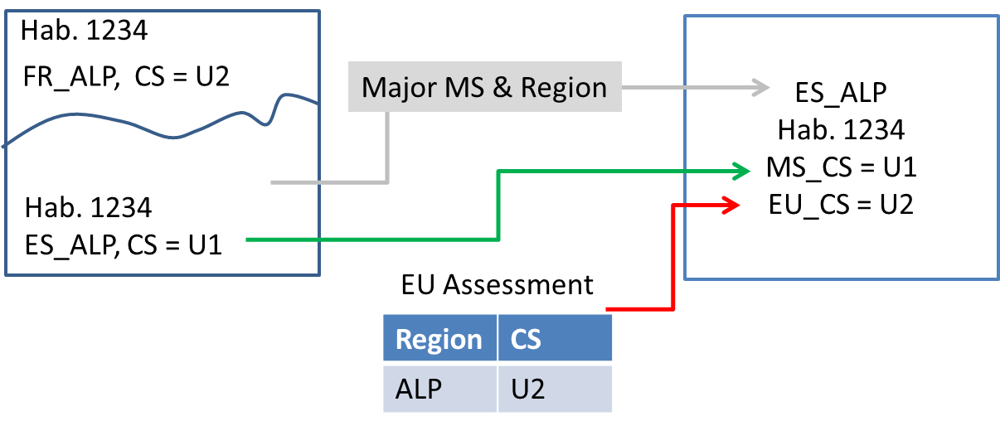 Hab. 1234
FR_ALP, CS = U2
Hab. 1234
ES_ALP, CS = U1
Major MS & Region
ES_ALP
Hab. 1234
MS_CS = U1
EU_CS = U2
EU Assessment
Region CS
ALP U2